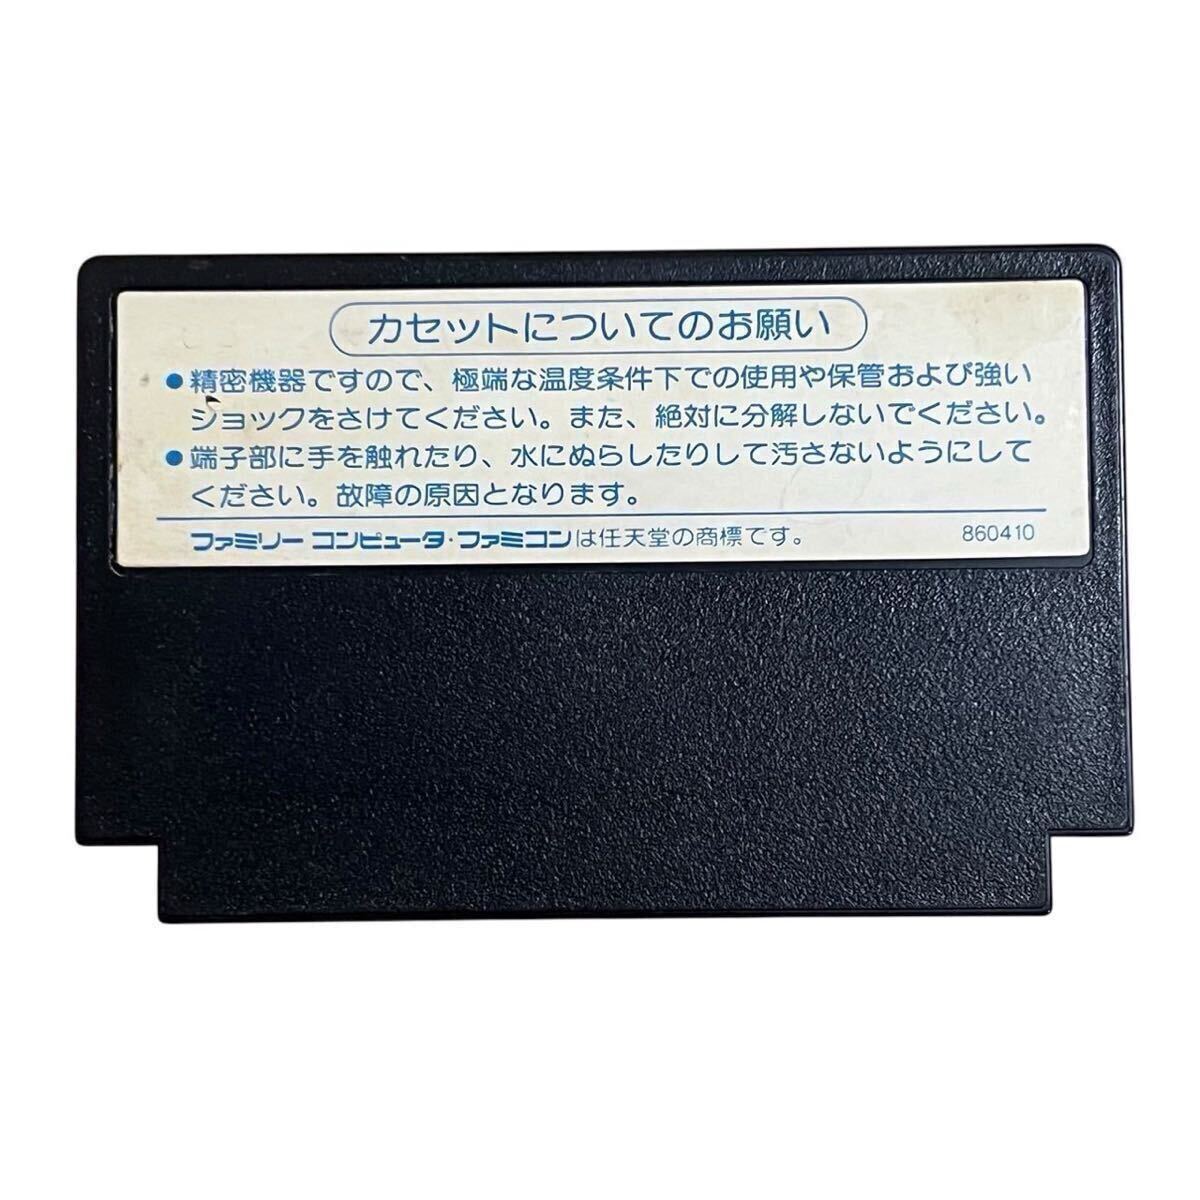 カセットについてのお願い
●精密機器ですので、極端な温度条件下での使用や保管および強い
ショックをさけてください。また、絶対に分解しないでください。
●端子部に手を触れたり、水にぬらしたりして汚さないようにして
ください。故障の原因となります。
ファミリー コンピュータ・ファミコンは任天堂の商標です。 860410